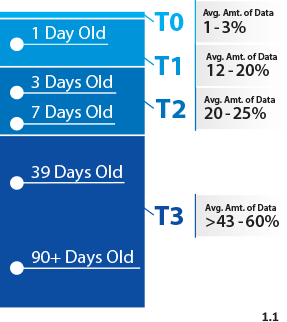 T0
Avg. Amt. of Data
1 - 3%
1 Day Old
T1
Avg. Amt. of Data
12 - 20%
3 Days Old
T2
Avg. Amt. of Data
20 - 25%
7 Days Old
39 Days Old
T3
Avg. Amt. of Data
>43 - 60%
90+ Days Old
1.1